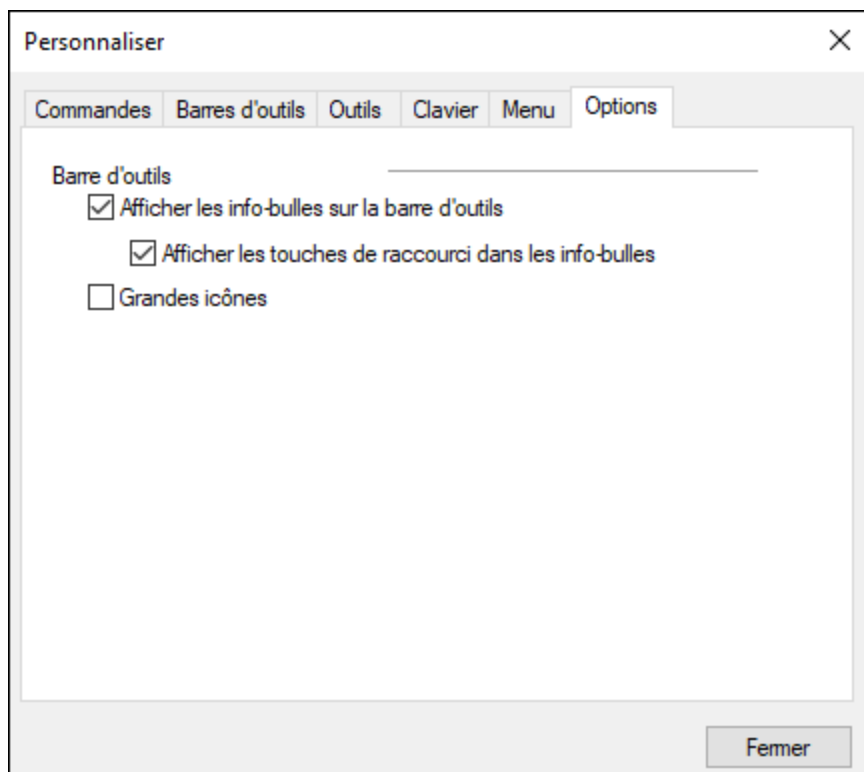 Personnaliser
Commandes Barres d'outils Outils Clavier Menu Options
Barre d'outils
Afficher les info-bulles sur la barre d'outils
Afficher les touches de raccourci dans les info-bulles
Grandes icônes
Fermer